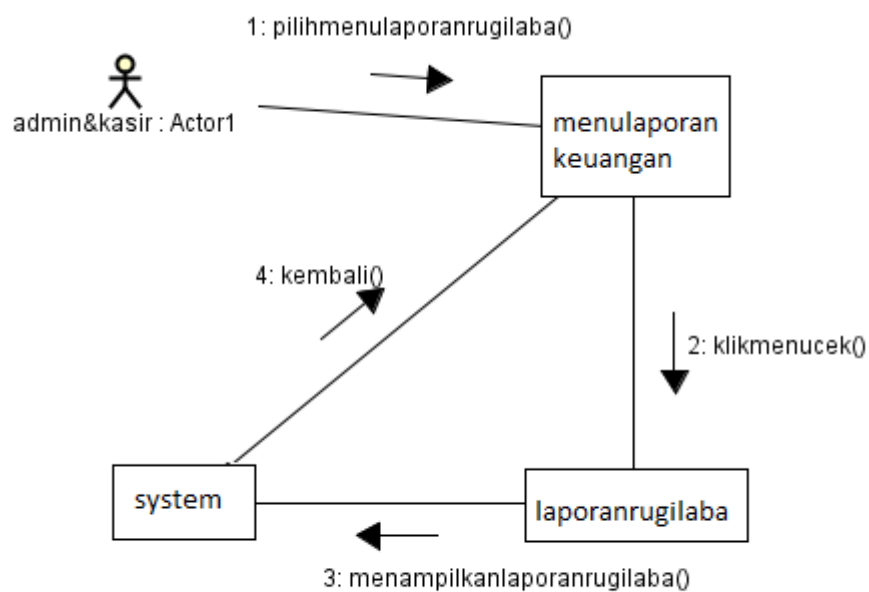 1: pilihmenulaporanrugilaba()
admin&kasir : Actor1
menulaporan
keuangan
4: kembali()
2: klikmenucek()
system
laporanrugilaba
3: menampilkanlaporanrugilaba()